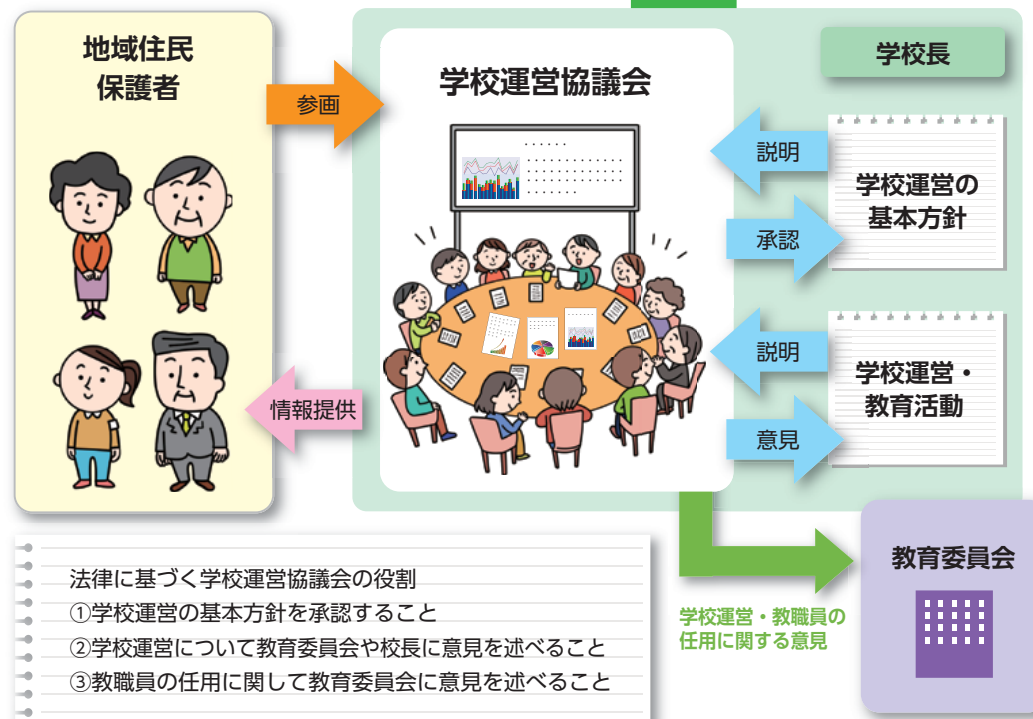 地域住民
保護者
参画
情報提供
学校運営協議会
学校長
説明
承認
学校運営の
基本方針
説明
意見
学校運営・
教育活動
教育委員会
学校運営・教職員の
任用に関する意見
法律に基づく学校運営協議会の役割
①学校運営の基本方針を承認すること
②学校運営について教育委員会や校長に意見を述べること
③教職員の任用に関して教育委員会に意見を述べること